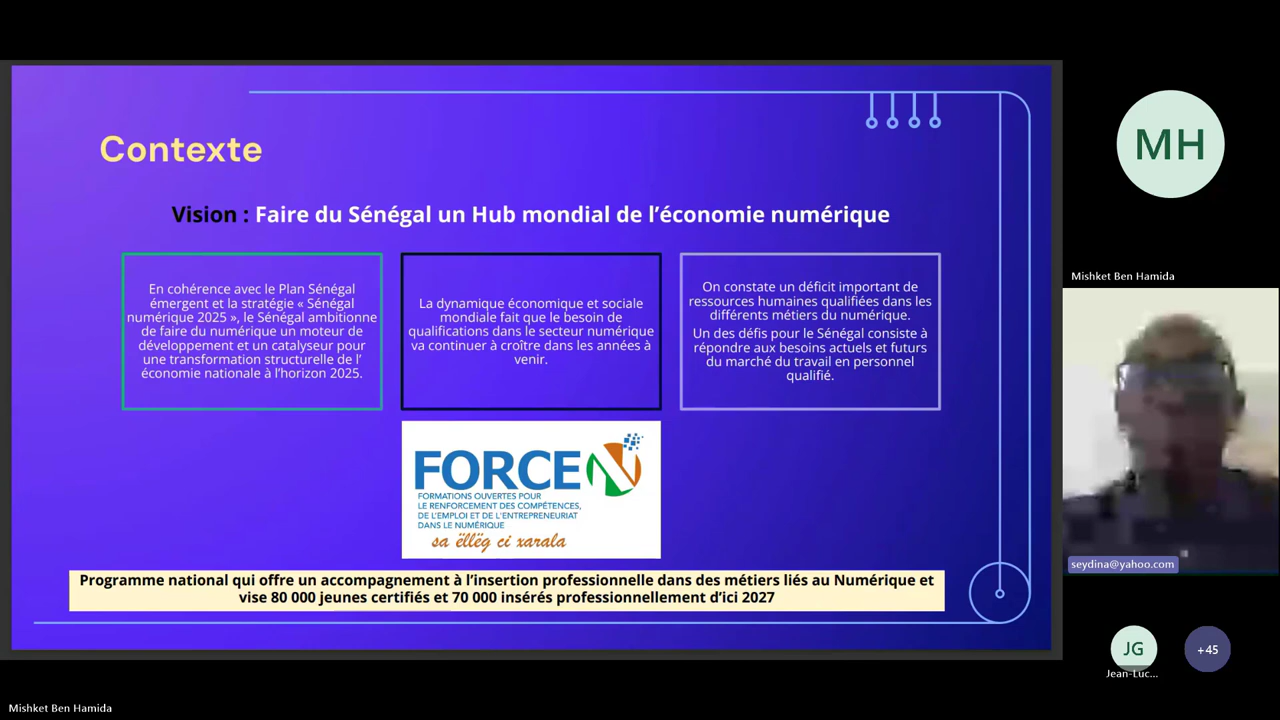 Contexte
Vision : Faire du Sénégal un Hub mondial de l’économie numérique
En cohérence avec le Plan Sénégal
émergent et la stratégie « Sénégal
numérique 2025 », le Sénégal ambitionne
de faire du numérique un moteur de
développement et un catalyseur pour
une transformation structurelle de l’
économie nationale à l’horizon 2025.
La dynamique économique et sociale
mondiale fait que le besoin de
qualifications dans le secteur numérique
va continuer à croître dans les années à
venir.
On constate un déficit important de
ressources humaines qualifiées dans les
différents métiers du numérique.
Un des défis pour le Sénégal consiste à
répondre aux besoins actuels et futurs
du marché du travail en personnel
qualifié.
FORCE N
FORMATIONS OUVERTES POUR
LE RENFORCEMENT DES COMPÉTENCES,
DE L’EMPLOI ET DE L’ENTREPRENEURIAT
DANS LE NUMÉRIQUE
sa ëllëg ci xarala
Programme national qui offre un accompagnement à l’insertion professionnelle dans des métiers liés au Numérique et
vise 80 000 jeunes certifiés et 70 000 insérés professionnellement d’ici 2027
MH
Mishket Ben Hamida
seydina@yahoo.com
JG
Jean-Luc...
+45
Mishket Ben Hamida